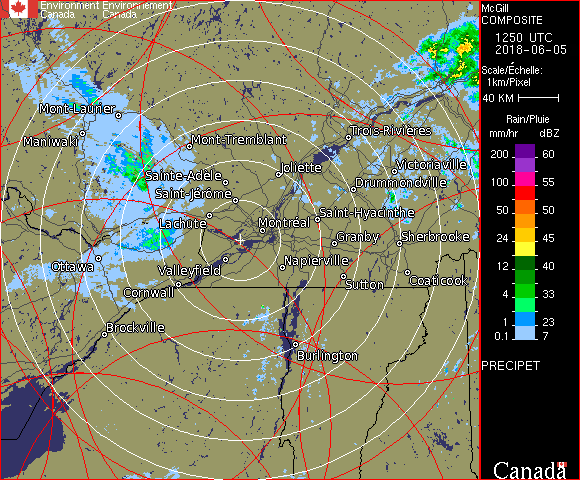 Environment Environnement
Canada Canada
McGill
COMPOSITE
1250 UTC
2018-06-05
Scale/Échelle:
1km/Pixel
40 KM
Rain/Pluie
mm/hr dBZ
200 60
100 55
50 50
24 45
12 40
4 33
1 23
0.1 7
PRECIPET
Canada
Mont-Laurier
Maniwaki
Mont-Tremblant
Trois-Rivières
Sainte-Adèle
Joliette
Victoriaville
Saint-Jérôme
Drummondville
Lachute
Montréal
Saint-Hyacinthe
Granby
Sherbrooke
Ottawa
Valleyfield
Napierville
Cornwall
Sutton
Coaticook
Brockville
Burlington